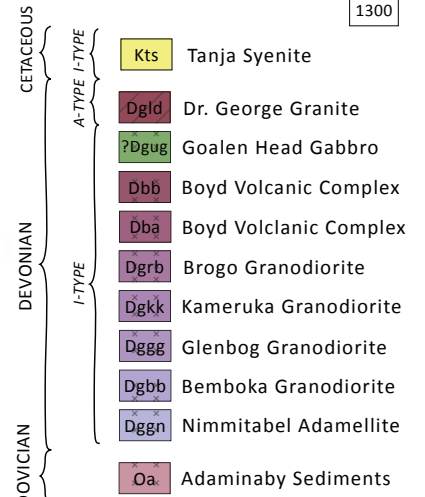 1300
CETACEOUS
I-TYPE
Kts Tanja Syenite
DEVONIAN
A-TYPE
Dgld Dr. George Granite
I-TYPE
?Dgug Goalen Head Gabbro
Dbb Boyd Volcanic Complex
Dba Boyd Volclanic Complex
Dgrb Brogo Granodiorite
Dgkk Kameruka Granodiorite
Dggg Glenbog Granodiorite
Dgbb Bemboka Granodiorite
Dggn Nimmitabel Adamellite
DOVICIAN
Oa Adaminaby Sediments